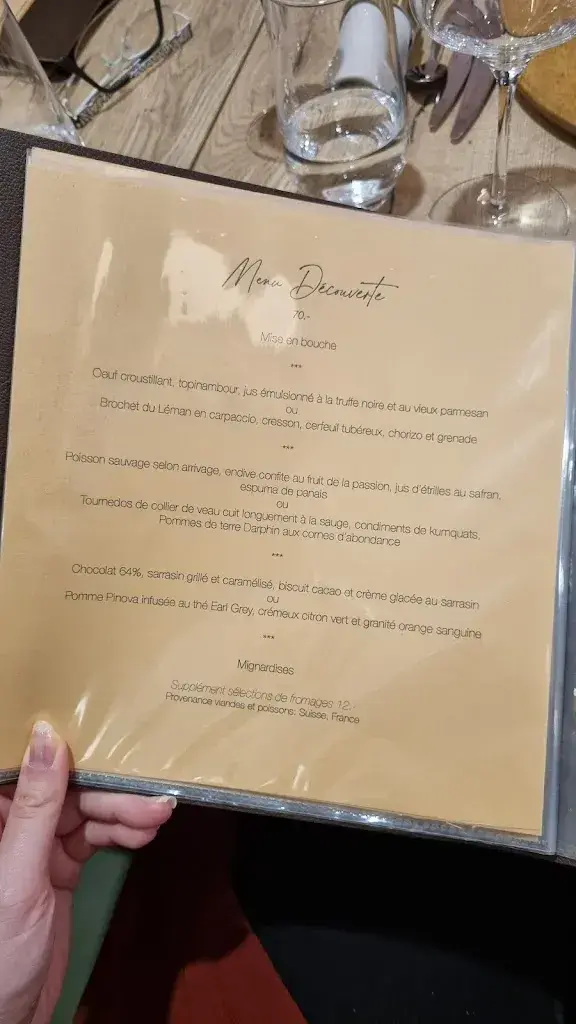 Menu Découverte
70.-
Mise en bouche
***
Oeuf croustillant, topinambour, jus émulsionné à la truffe noire et au vieux parmesan
ou
Brochet du Léman en carpaccio, cresson, cerfeuil tubéreux, chorizo et grenade
***
Poisson sauvage selon arrivage, endive confite au fruit de la passion, jus d'étrilles au safran,
espuma de panais
ou
Tournedos de collier de veau cuit longuement à la sauge, condiments de kumquats,
Pommes de terre Darphin aux cornes d'abondance
***
Chocolat 64%, sarrasin grillé et caramélisé, biscuit cacao et crème glacée au sarrasin
ou
Pomme Pinova infusée au thé Earl Grey, crémeux citron vert et granité orange sanguine
***
Mignardises
Supplément sélections de fromages 12.-
Provenance viandes et poissons: Suisse, France